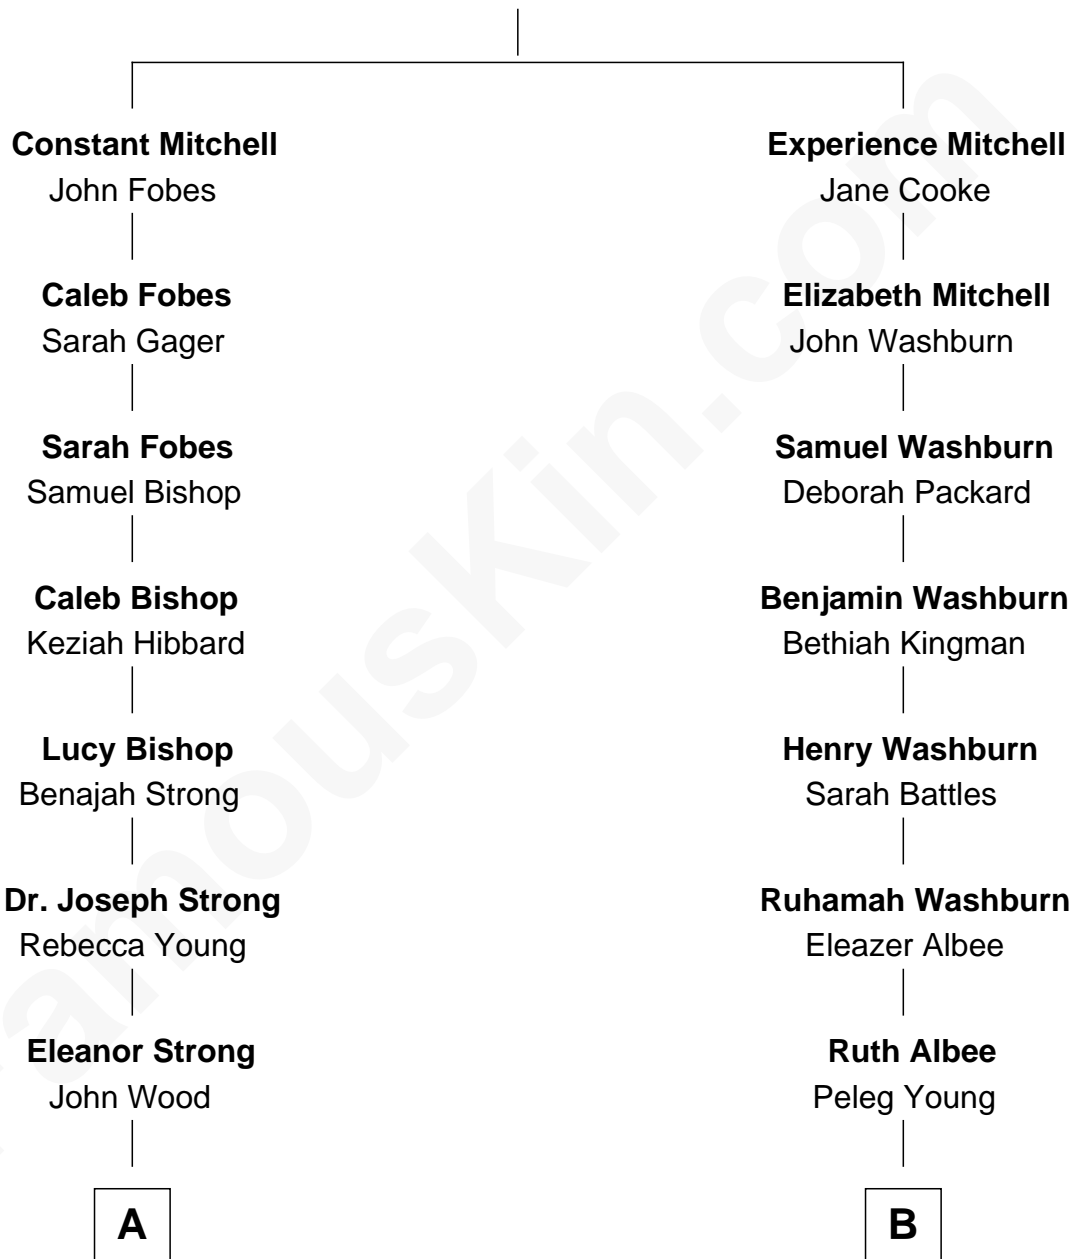 Constant Mitchell
John Fobes
Caleb Fobes
Sarah Gager
Sarah Fobes
Samuel Bishop
Caleb Bishop
Keziah Hibbard
Lucy Bishop
Benajah Strong
Dr. Joseph Strong
Rebecca Young
Eleanor Strong
John Wood
A
Experience Mitchell
Jane Cooke
Elizabeth Mitchell
John Washburn
Samuel Washburn
Deborah Packard
Benjamin Washburn
Bethiah Kingman
Henry Washburn
Sarah Battles
Ruhamah Washburn
Eleazer Albee
Ruth Albee
Peleg Young
B
FamousKin.com